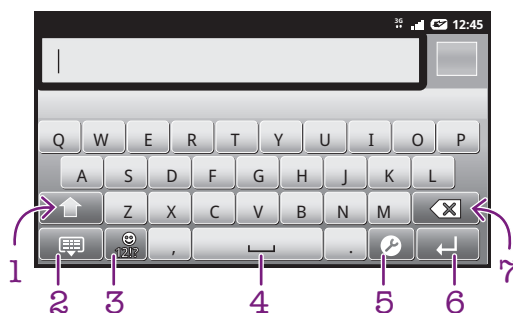 3G 12:45
Q W E R T Y U I O P
A S D F G H J K L
Z X C V B N M
12!? , .
1 2 3 4 5 6 7